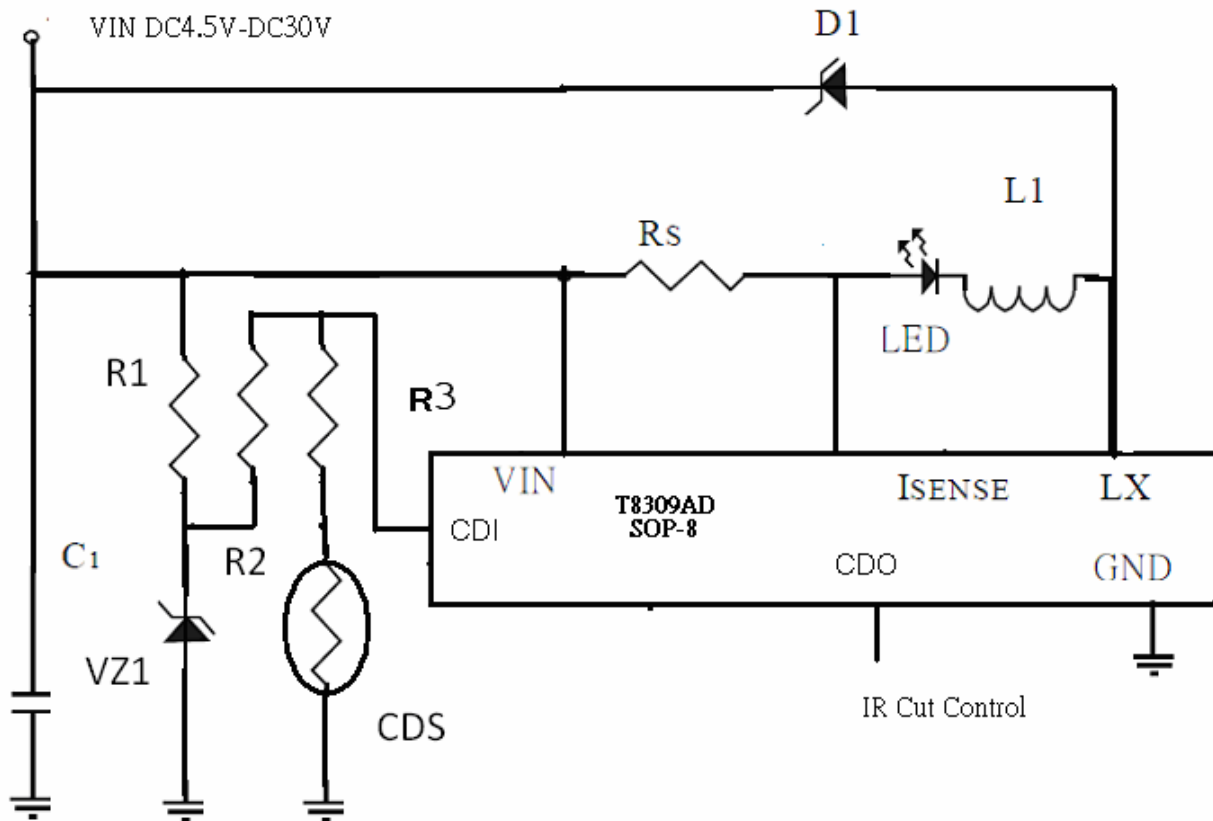 VIN DC4.5V-DC30V
D1
L1
Rs
LED
R1
R3
VIN
ISENSE
LX
T8309AD
SOP-8
CDI
C1
R2
CDO
GND
VZ1
CDS
IR Cut Control